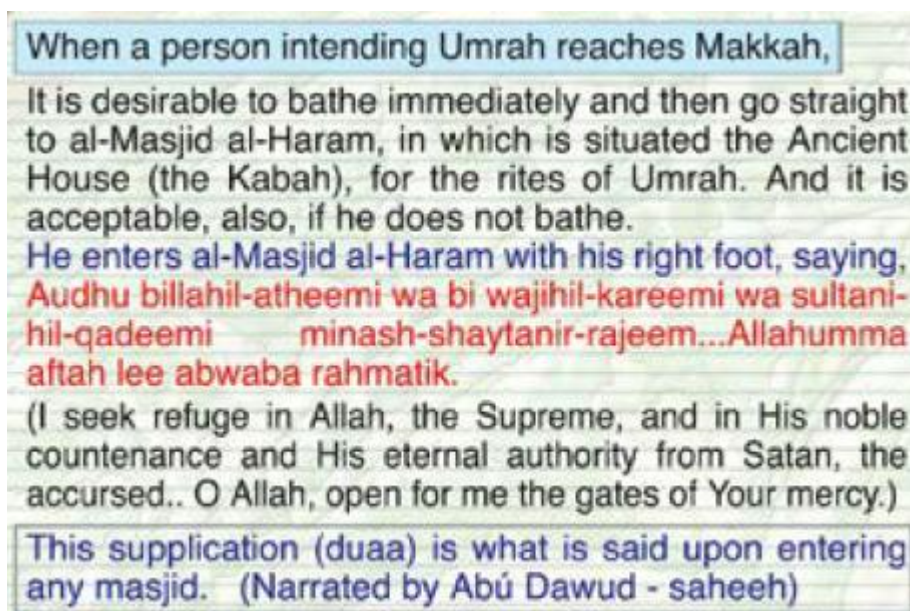 When a person intending Umrah reaches Makkah,
It is desirable to bathe immediately and then go straight
to al-Masjid al-Haram, in which is situated the Ancient
House (the Kabah), for the rites of Umrah. And it is
acceptable, also, if he does not bathe.
He enters al-Masjid al-Haram with his right foot, saying,
Audhu billahil-atheemi wa bi wajihil-kareemi wa sultani-
hil-qadeemi minash-shaytanir-rajeem...Allahumma
aftah lee abwaba rahmatik.
(I seek refuge in Allah, the Supreme, and in His noble
countenance and His eternal authority from Satan, the
accursed.. O Allah, open for me the gates of Your mercy.)
This supplication (duaa) is what is said upon entering
any masjid. (Narrated by Abú Dawud - saheeh)